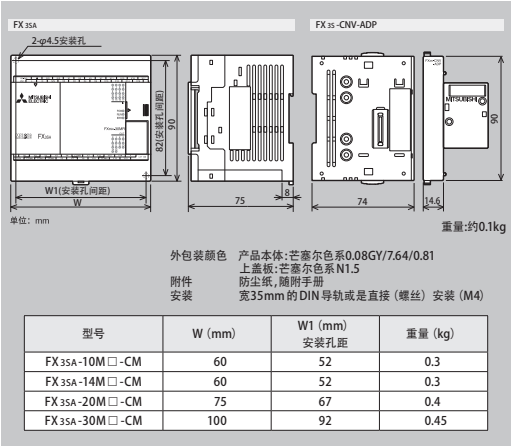 FX3SA
FX3S-CNV-ADP
2-φ4.5安装孔
MITSUBISHI
ELECTRIC
FX3SA
82(安装孔间距)
90
W1(安装孔间距)
W
单位：mm
75
8
MITSUBISHI
90
74
14.6
重量:约0.1kg
外包装颜色 产品本体:芒塞尔色系0.08GY/7.64/0.81
上盖板:芒塞尔色系N1.5
附件 防尘纸,随附手册
安装 宽35mm的DIN导轨或是直接（螺丝）安装（M4）
型号 W（mm） W1（mm）安装孔距 重量（kg）
FX3SA-10M□-CM 60 52 0.3
FX3SA-14M□-CM 60 52 0.3
FX3SA-20M□-CM 75 67 0.4
FX3SA-30M□-CM 100 92 0.45